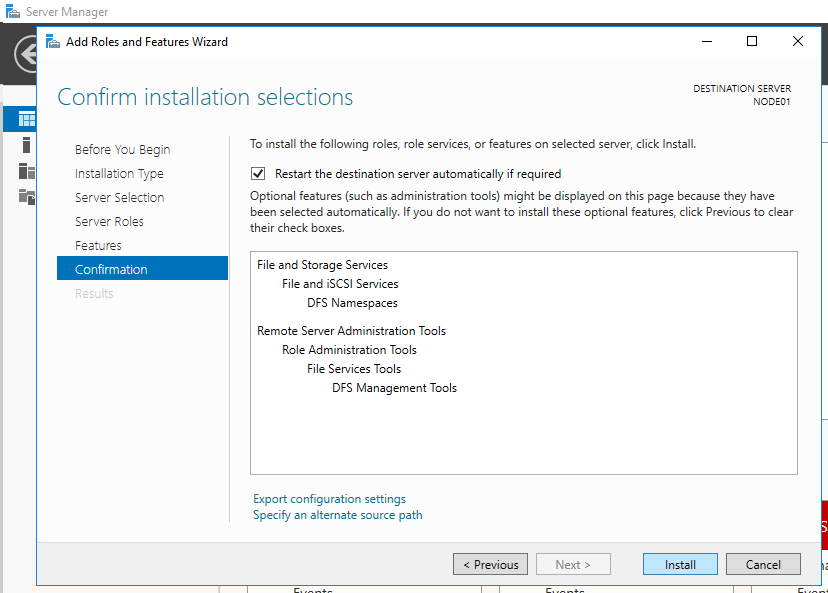 Server Manager
Add Roles and Features Wizard
Confirm installation selections
DESTINATION SERVER
NODE01
Before You Begin
Installation Type
Server Selection
Server Roles
Features
Confirmation
Results
To install the following roles, role services, or features on selected server, click Install.
Restart the destination server automatically if required
Optional features (such as administration tools) might be displayed on this page because they have
been selected automatically. If you do not want to install these optional features, click Previous to clear
their check boxes.
File and Storage Services
File and iSCSI Services
DFS Namespaces
Remote Server Administration Tools
Role Administration Tools
File Services Tools
DFS Management Tools
Export configuration settings
Specify an alternate source path
< Previous
Next >
Install
Cancel
Events
Events